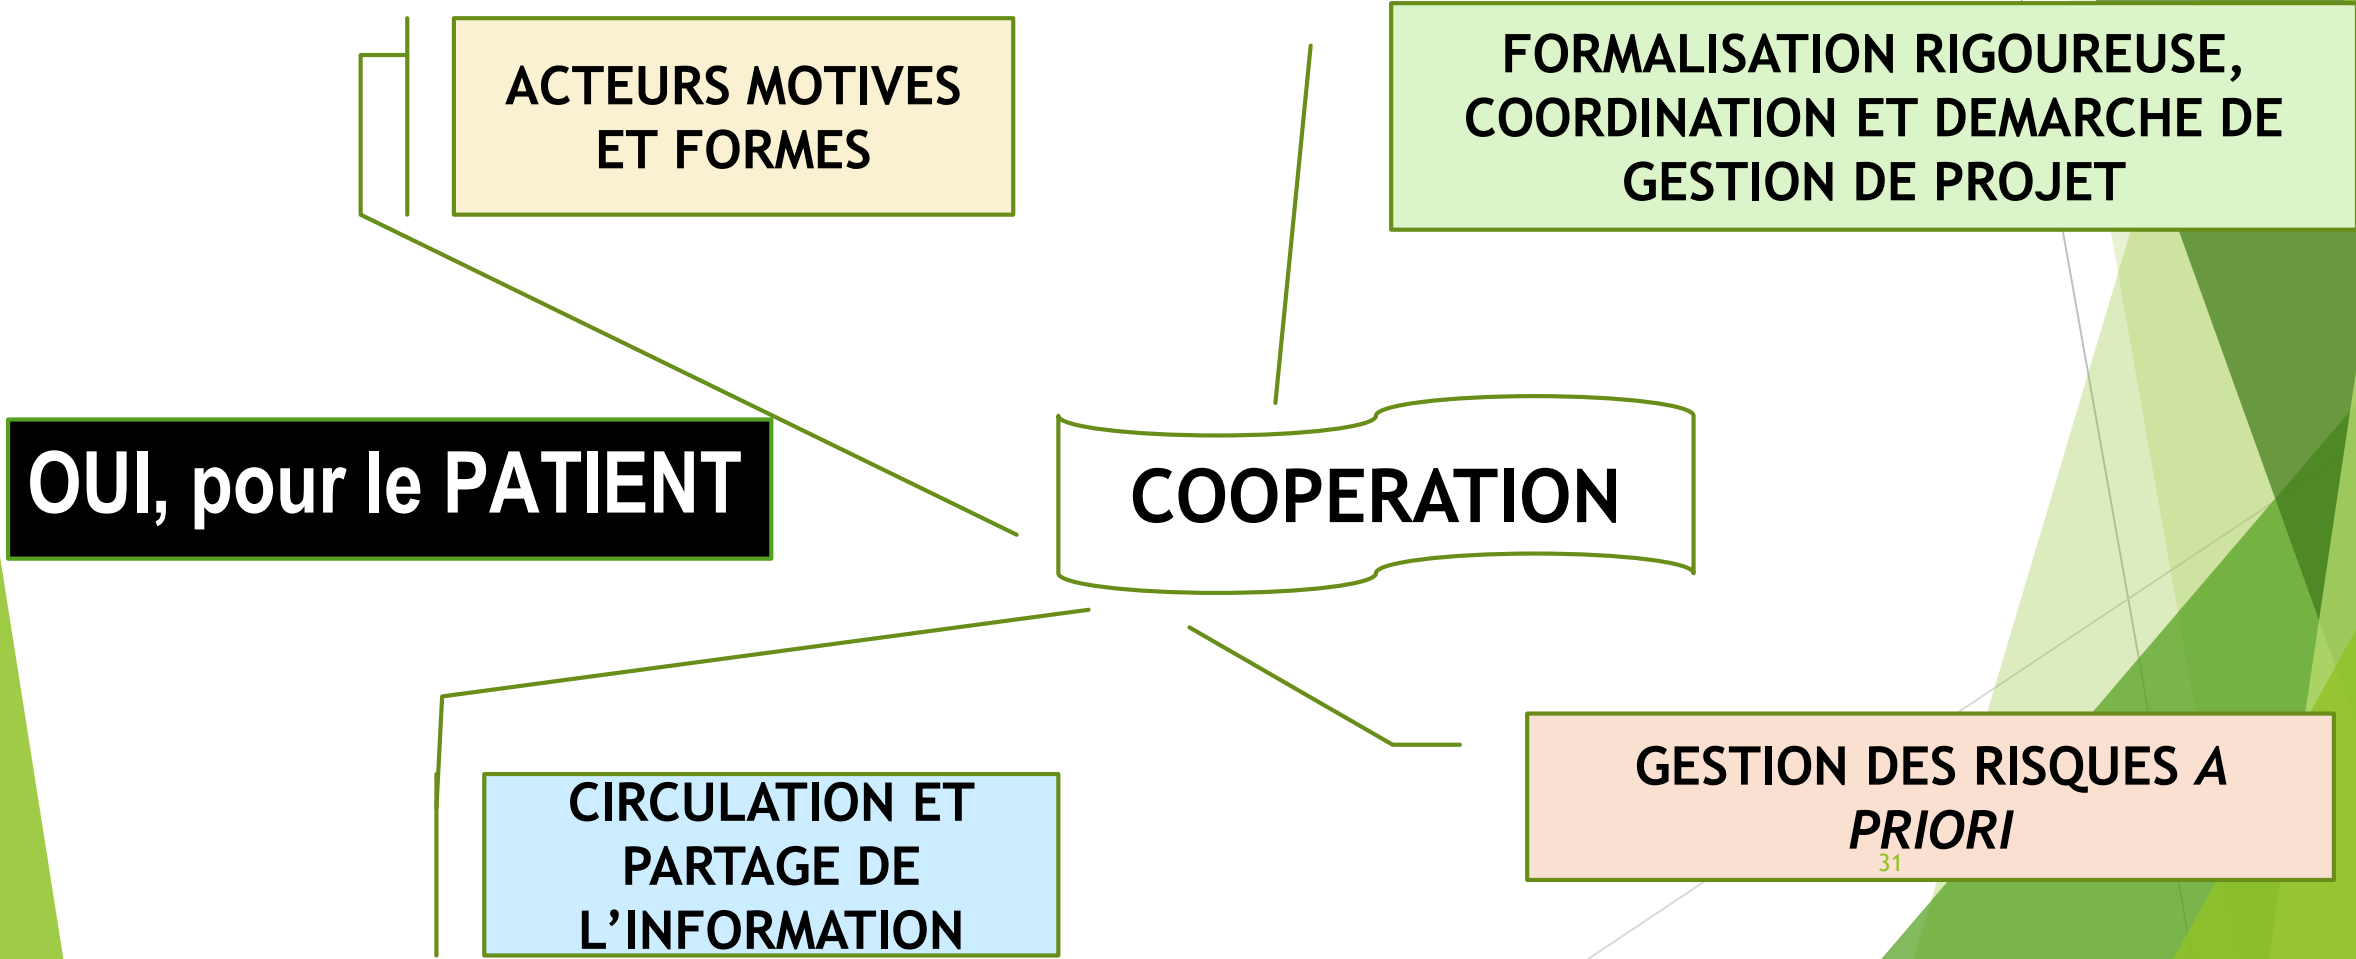 ACTEURS MOTIVES
ET FORMES
FORMALISATION RIGOUREUSE,
COORDINATION ET DEMARCHE DE
GESTION DE PROJET
OUI, pour le PATIENT
COOPERATION
CIRCULATION ET
PARTAGE DE
L’INFORMATION
GESTION DES RISQUES A
PRIORI
31